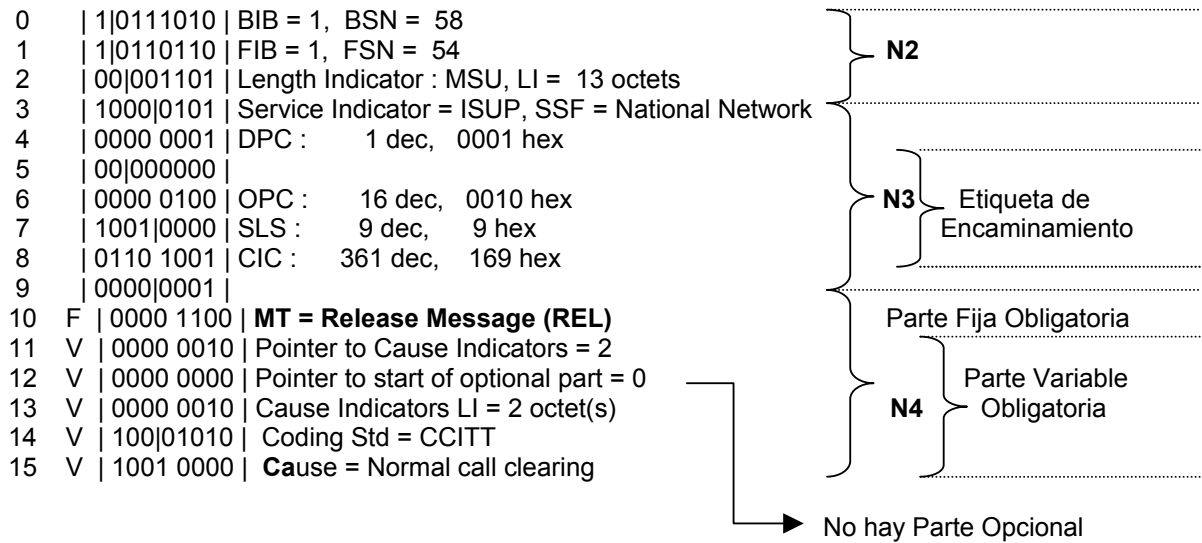 0 | 1|0111010 | BIB = 1, BSN = 58
1 | 1|0110110 | FIB = 1, FSN = 54
N2
2 | 00|001101 | Length Indicator : MSU, LI = 13 octets
3 | 1000|0101 | Service Indicator = ISUP, SSF = National Network
4 | 0000 0001 | DPC : 1 dec, 0001 hex
5 | 00|000000 |
6 | 0000 0100 | OPC : 16 dec, 0010 hex
N3 Etiqueta de
7 | 1001|0000 | SLS : 9 dec, 9 hex
Encaminamiento
8 | 0110 1001 | CIC : 361 dec, 169 hex
9 | 0000|0001 |
10 F | 0000 1100 | MT = Release Message (REL) Parte Fija Obligatoria
11 V | 0000 0010 | Pointer to Cause Indicators = 2
12 V | 0000 0000 | Pointer to start of optional part = 0 Parte Variable
13 V | 0000 0010 | Cause Indicators LI = 2 octet(s) N4 Obligatoria
14 V | 100|01010 | Coding Std = CCITT
15 V | 1001 0000 | Cause = Normal call clearing
No hay Parte Opcional